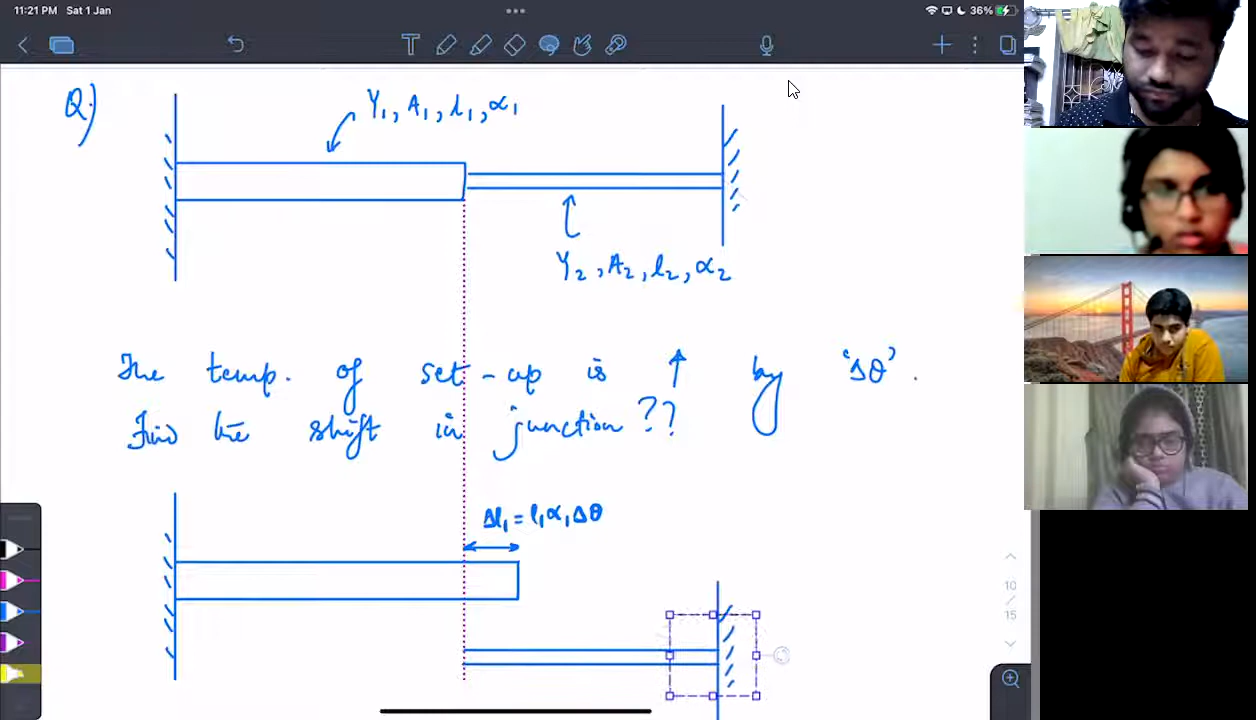 11:21 PM Sat 1 Jan
36%
Q.)
Y₁, A₁, l₁, α₁
Y₂, A₂, l₂, α₂
The temp. of set-up is ↑ by 'Δθ'.
Find the shift in junction ??
Δl₁ = l₁α₁Δθ
10
/
15